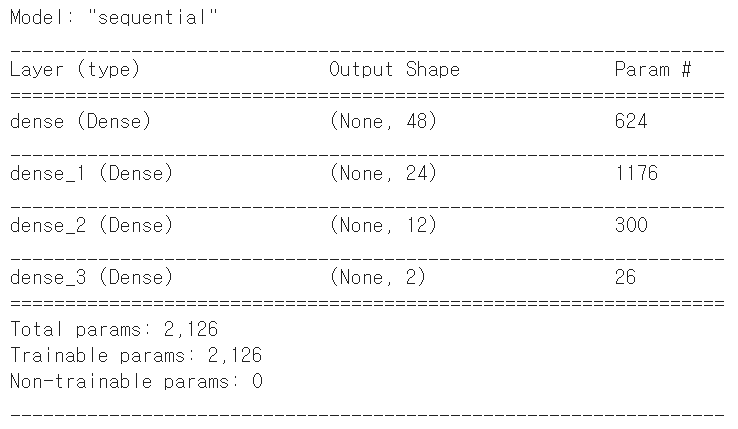 Model: "sequential"
_________________________________________________________________
Layer (type)                 Output Shape              Param #
=================================================================
dense (Dense)                (None, 48)                624
_________________________________________________________________
dense_1 (Dense)              (None, 24)                1176
_________________________________________________________________
dense_2 (Dense)              (None, 12)                300
_________________________________________________________________
dense_3 (Dense)              (None, 2)                 26
=================================================================
Total params: 2,126
Trainable params: 2,126
Non-trainable params: 0
_________________________________________________________________